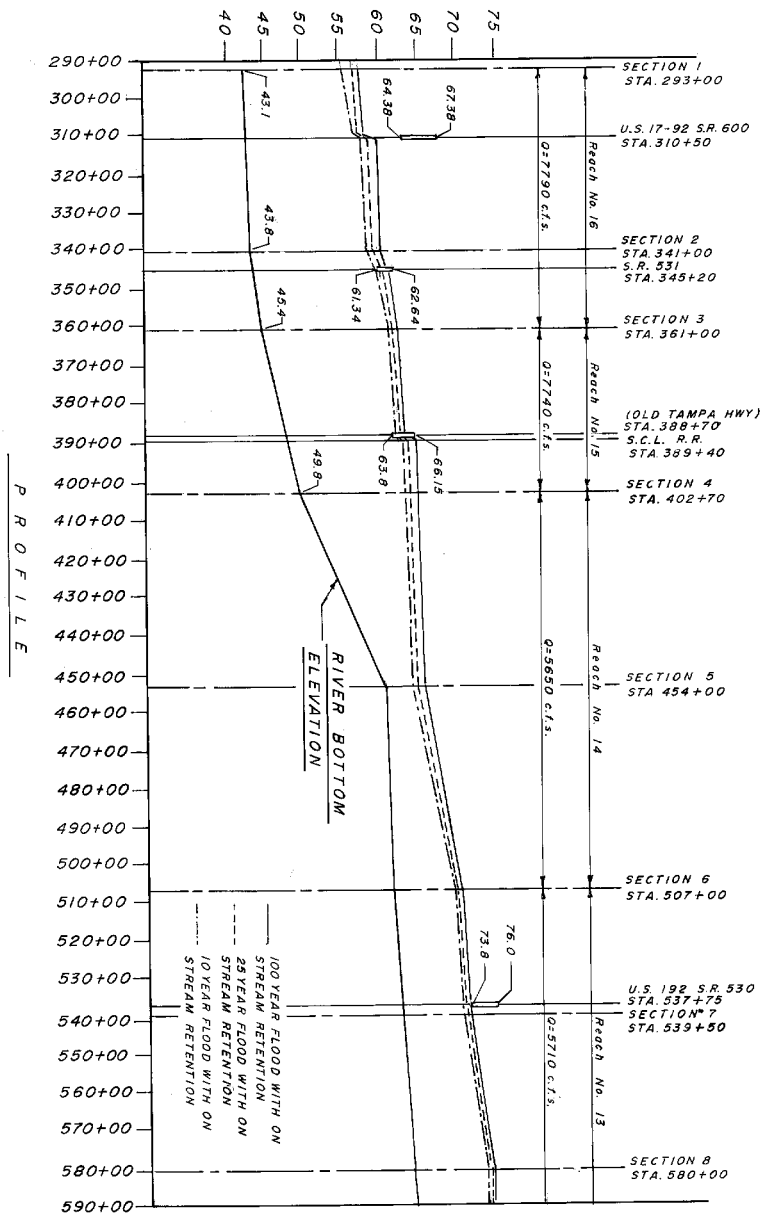 40
45
50
55
60
65
70
75
290+00
300+00
310+00
320+00
330+00
340+00
350+00
360+00
370+00
380+00
390+00
400+00
410+00
420+00
430+00
440+00
450+00
460+00
470+00
480+00
490+00
500+00
510+00
520+00
530+00
540+00
550+00
560+00
570+00
580+00
590+00
PROFILE
SECTION 1
STA. 293+00
U.S. 17-92 S.R. 600
STA. 310+50
SECTION 2
STA. 341+00
S.R. 531
STA. 345+20
SECTION 3
STA. 361+00
(OLD TAMPA HWY)
STA. 388+70
S.C.L. R.R.
STA. 389+40
SECTION 4
STA. 402+70
SECTION 5
STA 454+00
SECTION 6
STA. 507+00
U.S. 192 S.R. 530
STA. 537+75
SECTION 7
STA. 539+50
SECTION 8
STA. 580+00
Reach No. 16
Q=7790 c.f.s.
Reach No. 15
Q=7740 c.f.s.
Reach No. 14
Q=5650 c.f.s.
Reach No. 13
Q=5710 c.f.s.
43.1
64.38
67.38
43.8
61.34
62.64
45.4
63.8
66.15
49.8
73.8
76.0
RIVER BOTTOM
ELEVATION
100 YEAR FLOOD WITH ON
STREAM RETENTION
25 YEAR FLOOD WITH ON
STREAM RETENTION
10 YEAR FLOOD WITH ON
STREAM RETENTION